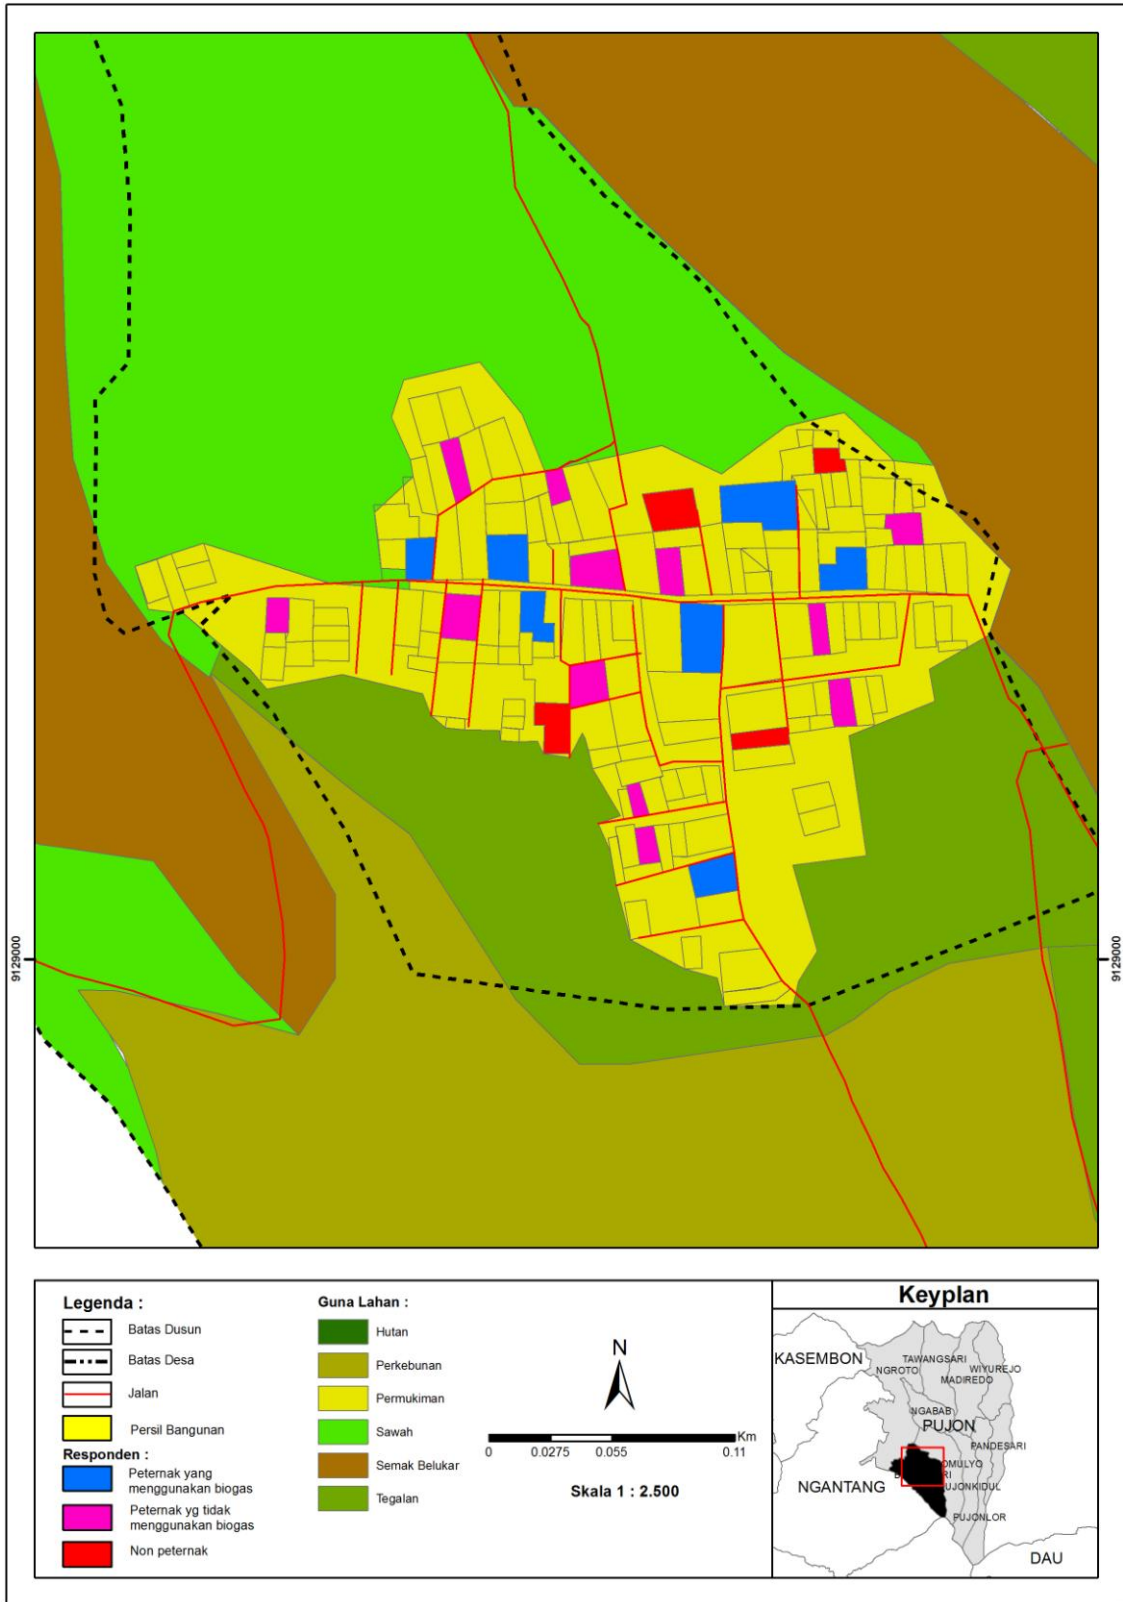 9129000
9129000
Legenda :
Batas Dusun
Batas Desa
Jalan
Persil Bangunan
Responden :
Peternak yang
menggunakan biogas
Peternak yg tidak
menggunakan biogas
Non peternak
Guna Lahan :
Hutan
Perkebunan
Permukiman
Sawah
Semak Belukar
Tegalan
N
Km
0 0.0275 0.055 0.11
Skala 1 : 2.500
Keyplan
KASEMBON
TAWANGSARI
NGROTO
WIYUREJO
MADIREDO
NGABAB
PUJON
PANDESARI
OMULYO
RI
NGANTANG
UJONKIDUL
PUJONLOR
DAU